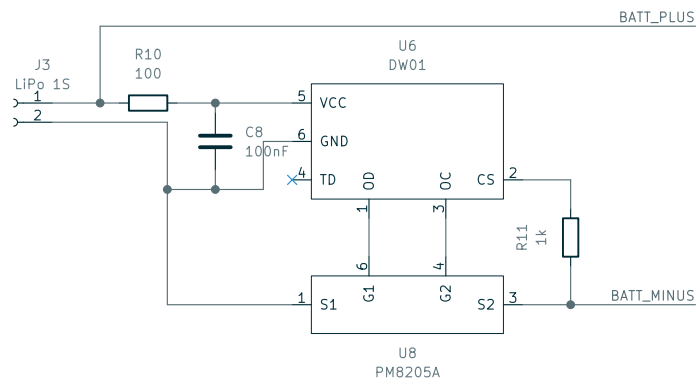 BATT_PLUS
J3
LiPo 1S
1
2
R10
100
C8
100nF
U6
DW01
5 VCC
6 GND
4 TD
OD
OC
CS 2
1
3
R11
1k
6
4
1 S1
G1
G2
S2 3
BATT_MINUS
U8
PM8205A